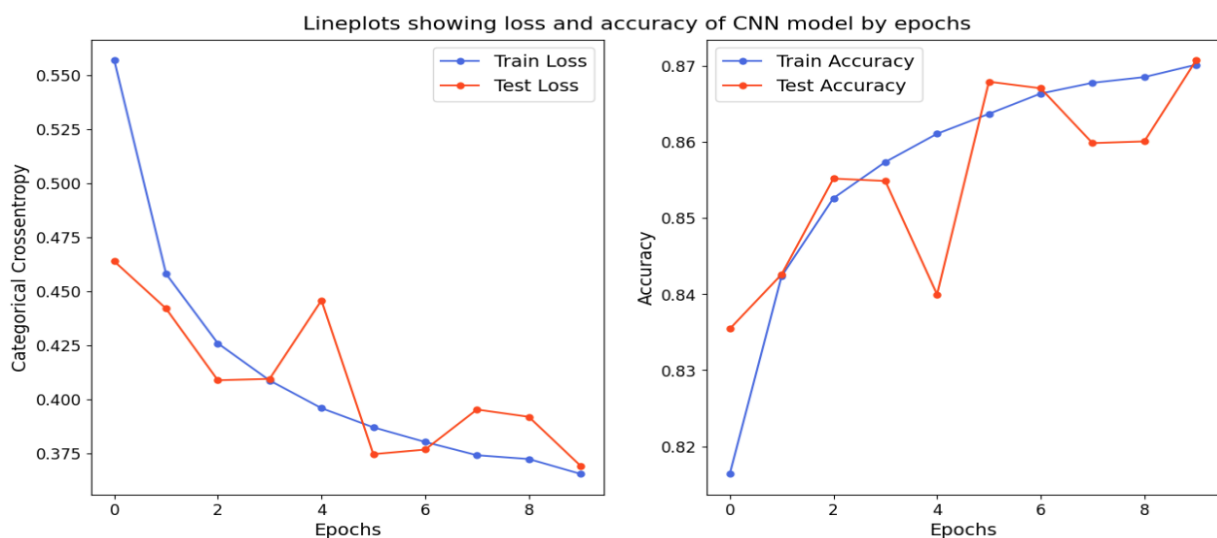 Lineplots showing loss and accuracy of CNN model by epochs
Train Loss
Test Loss
0.550
0.525
0.500
0.475
0.450
0.425
0.400
0.375
Categorical Crossentropy
0 2 4 6 8
Epochs
Train Accuracy
Test Accuracy
0.87
0.86
0.85
0.84
0.83
0.82
Accuracy
0 2 4 6 8
Epochs